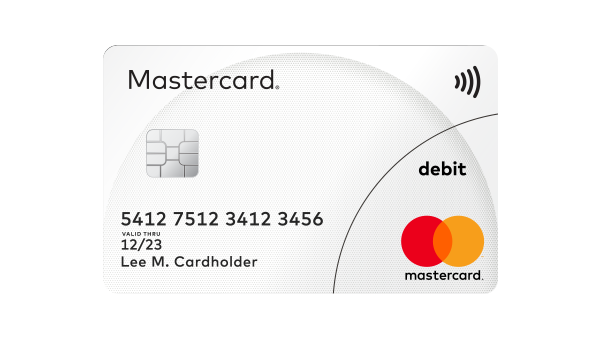 Mastercard®
debit
5412 7512 3412 3456
VALID THRU
12/23
Lee M. Cardholder
mastercard.